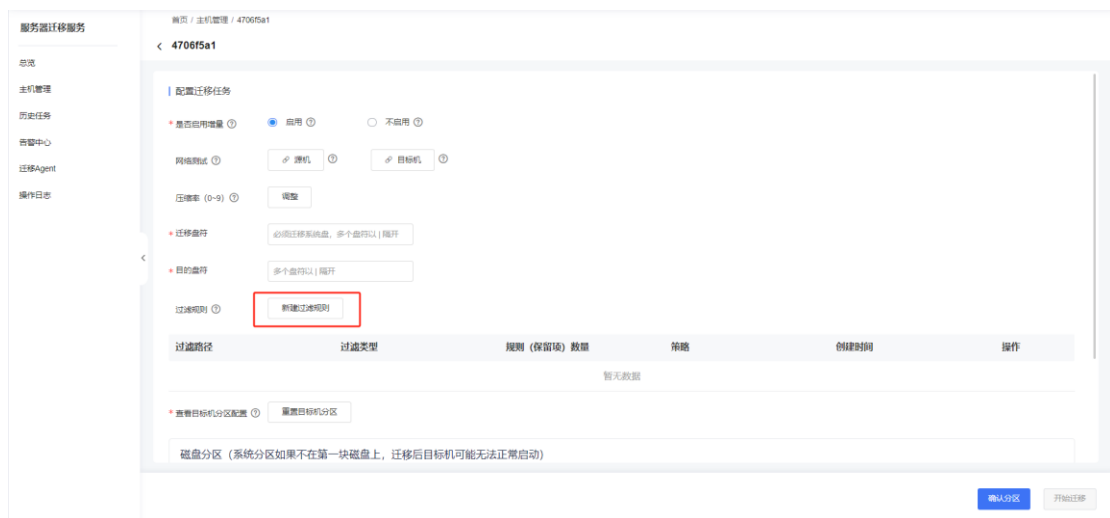 服务器迁移服务
首页 / 主机管理 / 4706f5a1
4706f5a1
总览
主机管理
历史任务
告警中心
迁移Agent
操作日志
配置迁移任务
* 是否启用增量 启用 不启用
网络测试 源机 目标机
压缩率（0~9） 调整
* 迁移盘符 必须迁移系统盘，多个盘符以 | 隔开
* 目的盘符 多个盘符以 | 隔开
过滤规则 新建过滤规则
过滤路径 过滤类型 规则（保留项）数量 策略 创建时间 操作
暂无数据
* 查看目标机分区配置 重置目标机分区
磁盘分区（系统分区如果不在第一块磁盘上，迁移后目标机可能无法正常启动）
确认分区 开始迁移